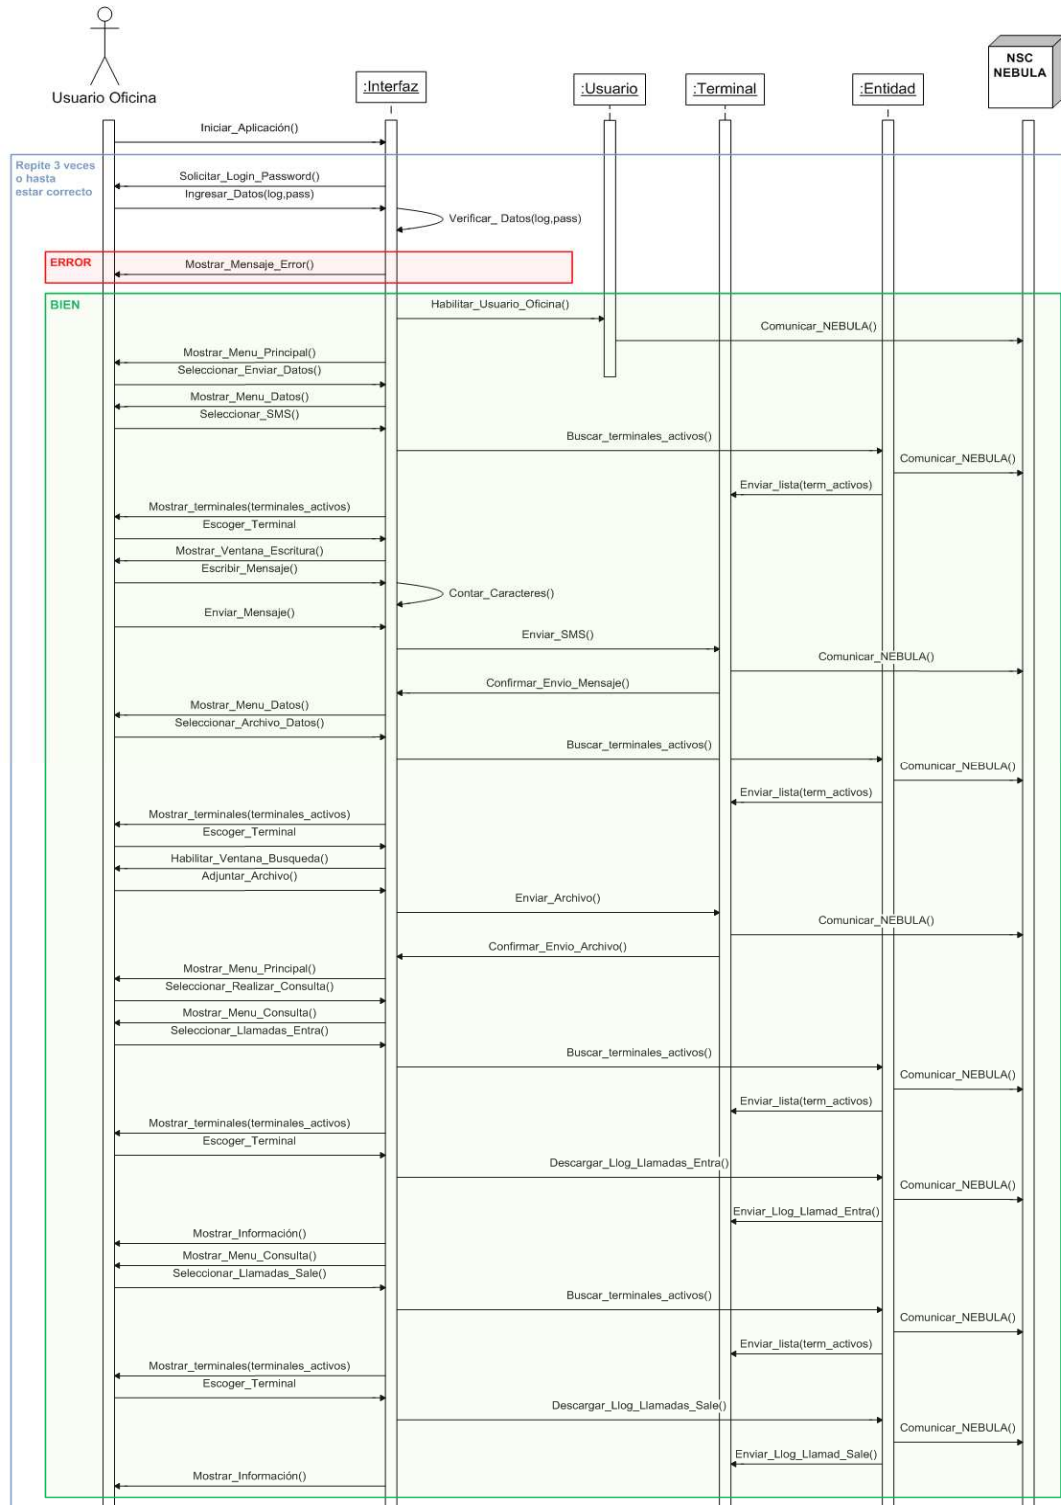 NSC
NEBULA
:Interfaz
:Usuario
:Terminal
:Entidad
Usuario Oficina
Iniciar_Aplicación()
Repite 3 veces
o hasta
estar correcto
Solicitar_Login_Password()
Ingresar_Datos(log,pass)
Verificar_ Datos(log,pass)
ERROR
Mostrar_Mensaje_Error()
BIEN
Habilitar_Usuario_Oficina()
Comunicar_NEBULA()
Mostrar_Menu_Principal()
Seleccionar_Enviar_Datos()
Mostrar_Menu_Datos()
Seleccionar_SMS()
Buscar_terminales_activos()
Comunicar_NEBULA()
Enviar_lista(term_activos)
Mostrar_terminales(terminales_activos)
Escoger_Terminal
Mostrar_Ventana_Escritura()
Escribir_Mensaje()
Contar_Caracteres()
Enviar_Mensaje()
Enviar_SMS()
Comunicar_NEBULA()
Confirmar_Envio_Mensaje()
Mostrar_Menu_Datos()
Seleccionar_Archivo_Datos()
Buscar_terminales_activos()
Comunicar_NEBULA()
Enviar_lista(term_activos)
Mostrar_terminales(terminales_activos)
Escoger_Terminal
Habilitar_Ventana_Busqueda()
Adjuntar_Archivo()
Enviar_Archivo()
Comunicar_NEBULA()
Confirmar_Envio_Archivo()
Mostrar_Menu_Principal()
Seleccionar_Realizar_Consulta()
Mostrar_Menu_Consulta()
Seleccionar_Llamadas_Entra()
Buscar_terminales_activos()
Comunicar_NEBULA()
Enviar_lista(term_activos)
Mostrar_terminales(terminales_activos)
Escoger_Terminal
Descargar_Llog_Llamadas_Entra()
Comunicar_NEBULA()
Enviar_Llog_Llamad_Entra()
Mostrar_Información()
Mostrar_Menu_Consulta()
Seleccionar_Llamadas_Sale()
Buscar_terminales_activos()
Comunicar_NEBULA()
Enviar_lista(term_activos)
Mostrar_terminales(terminales_activos)
Escoger_Terminal
Descargar_Llog_Llamadas_Sale()
Comunicar_NEBULA()
Enviar_Llog_Llamad_Sale()
Mostrar_Información()